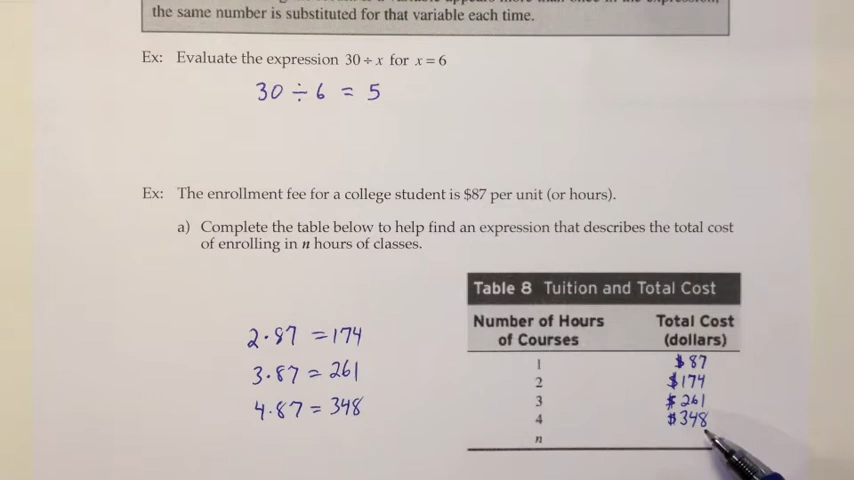 the same number is substituted for that variable each time.
Ex: Evaluate the expression 30 ÷ x for x = 6
30 ÷ 6 = 5
Ex: The enrollment fee for a college student is $87 per unit (or hours).
a) Complete the table below to help find an expression that describes the total cost
of enrolling in n hours of classes.
2·87 = 174
3·87 = 261
4·87 = 348
Table 8 Tuition and Total Cost
Number of Hours Total Cost
of Courses (dollars)
1 $87
2 $174
3 $261
4 $348
n